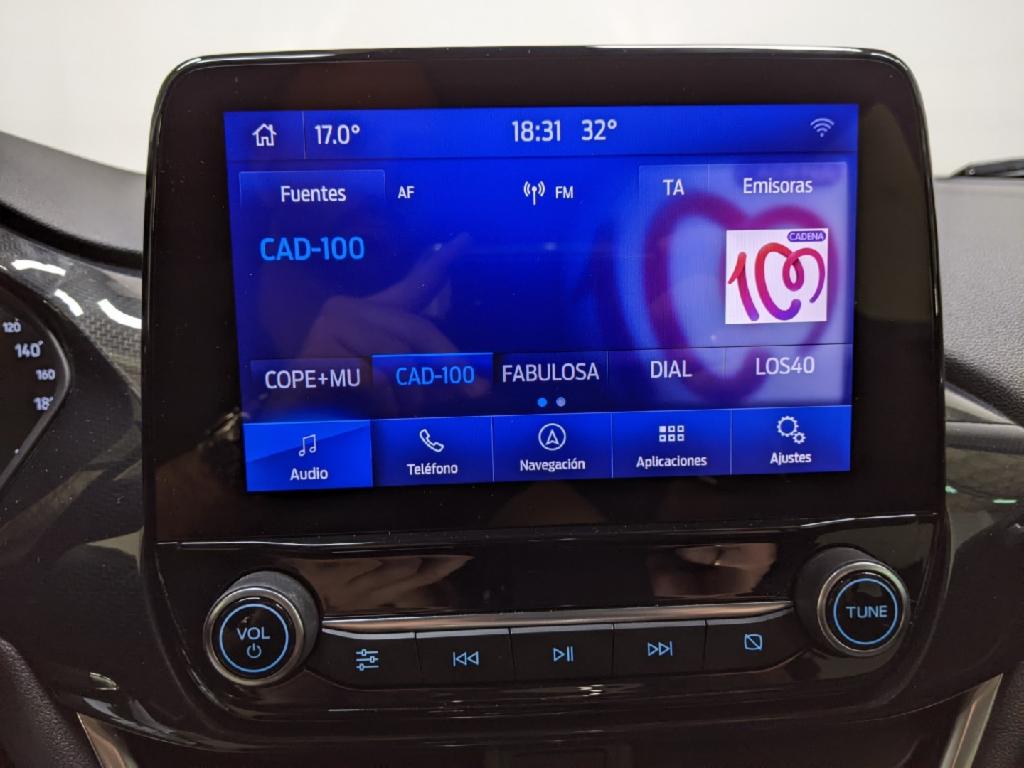 17.0° 18:31 32°
Fuentes AF FM TA Emisoras
CAD-100
CADENA
100
COPE+MU CAD-100 FABULOSA DIAL LOS40
Audio Teléfono Navegación Aplicaciones Ajustes
VOL TUNE
120
140
160